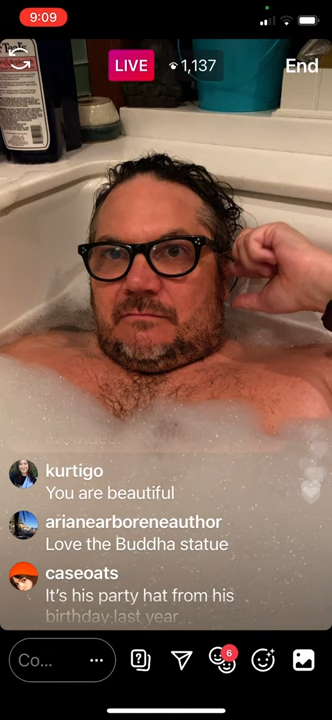 9:09
LIVE
1,137
End
kurtigo
You are beautiful
arianearboreneauthor
Love the Buddha statue
caseoats
It's his party hat from his
birthday last year
Co...
6